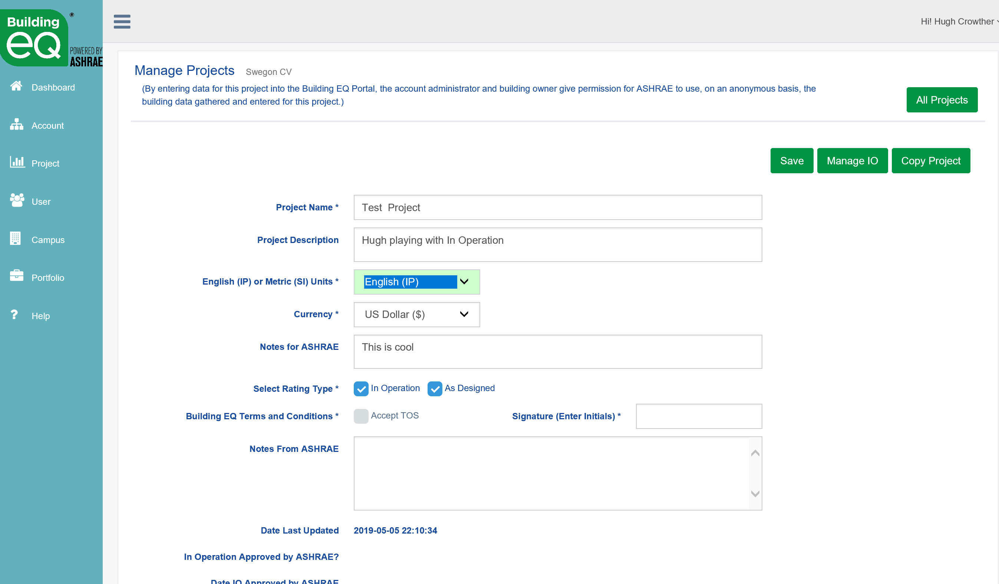 Building ®
eQ
POWERED BY
ASHRAE
Hi! Hugh Crowther
Dashboard
Account
Project
User
Campus
Portfolio
Help
Manage Projects Swegon CV
(By entering data for this project into the Building EQ Portal, the account administrator and building owner give permission for ASHRAE to use, on an anonymous basis, the
building data gathered and entered for this project.)
All Projects
Save Manage IO Copy Project
Project Name * Test  Project
Project Description Hugh playing with In Operation
English (IP) or Metric (SI) Units * English (IP)
Currency * US Dollar ($)
Notes for ASHRAE This is cool
Select Rating Type * In Operation As Designed
Building EQ Terms and Conditions * Accept TOS Signature (Enter Initials) *
Notes From ASHRAE
Date Last Updated 2019-05-05 22:10:34
In Operation Approved by ASHRAE?
Date IO Approved by ASHRAE